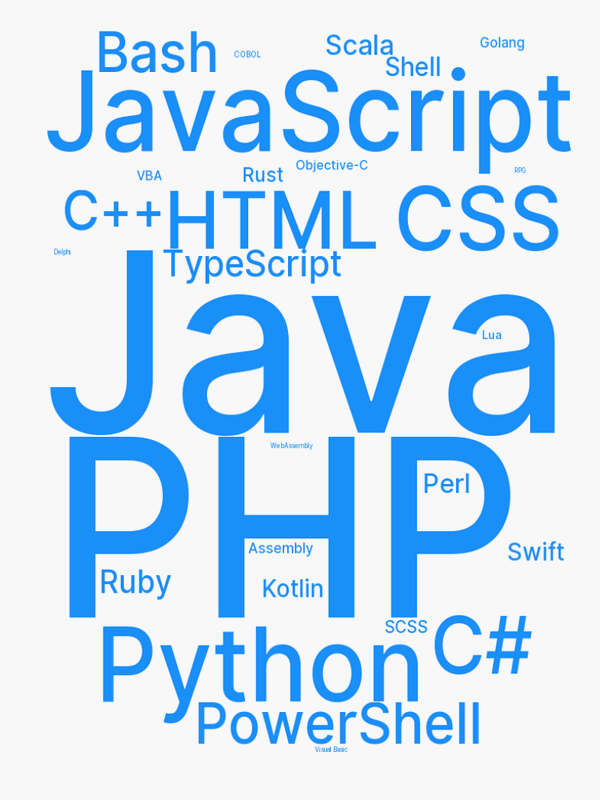 Bash
COBOL
Scala
Golang
Shell
JavaScript
VBA
Rust
Objective-C
RPG
C++
HTML
CSS
Delphi
TypeScript
Java
Lua
PHP
WebAssembly
Perl
Assembly
Swift
Ruby
Kotlin
SCSS
C#
Python
PowerShell
Visual Basic